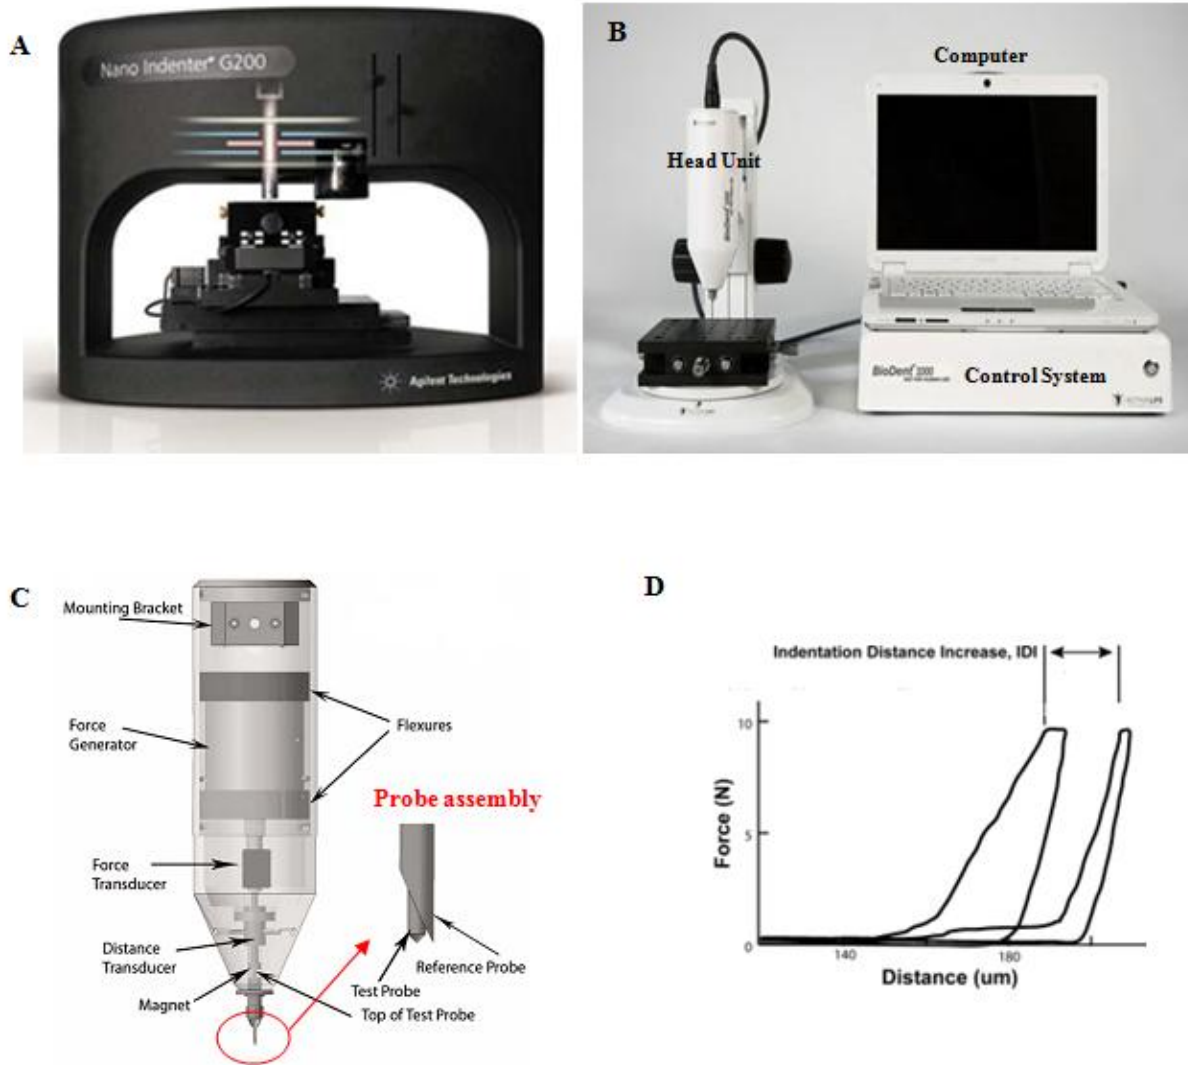 A
Nano Indenter® G200
Agilent Technologies
B
Computer
Head Unit
BioDent
BioDent 1000
Control System
C
Mounting Bracket
Force
Generator
Flexures
Probe assembly
Force
Transducer
Distance
Transducer
Magnet
Top of Test Probe
Test Probe
Reference Probe
D
Indentation Distance Increase, IDI
Force (N)
10
5
0
140
180
Distance (um)